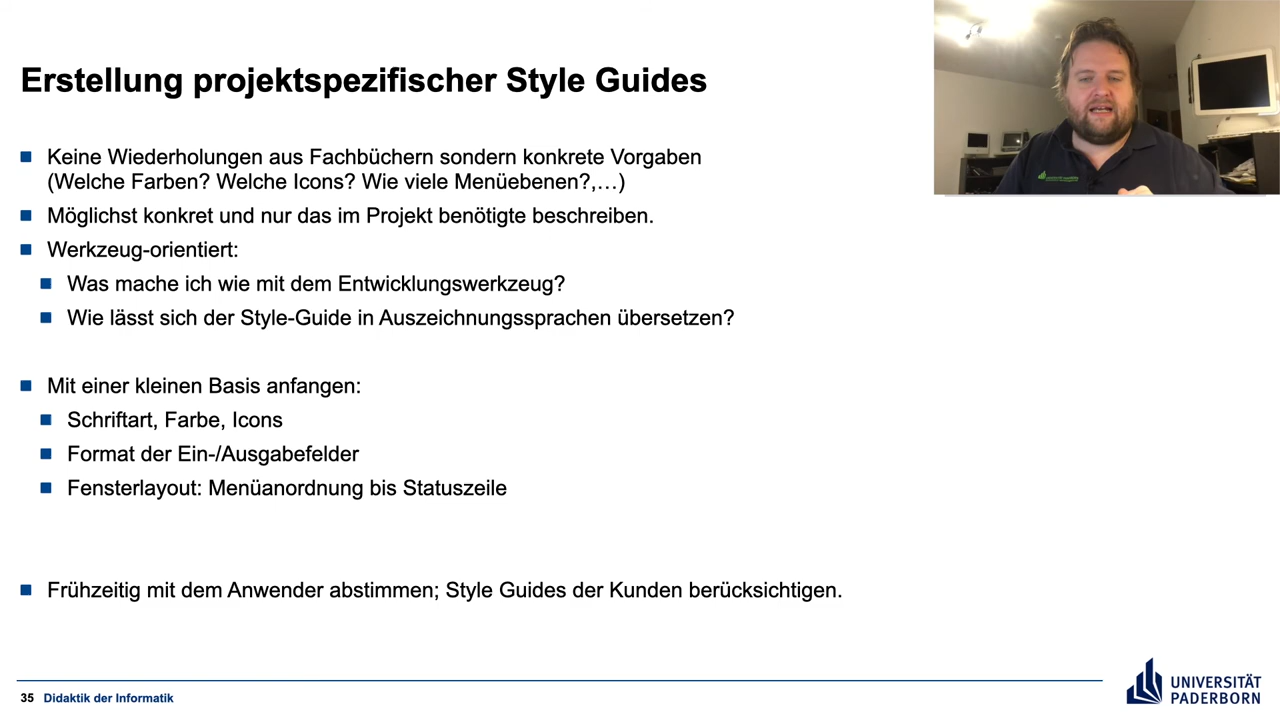 Erstellung projektspezifischer Style Guides
Keine Wiederholungen aus Fachbüchern sondern konkrete Vorgaben
(Welche Farben? Welche Icons? Wie viele Menüebenen?,…)
Möglichst konkret und nur das im Projekt benötigte beschreiben.
Werkzeug-orientiert:
Was mache ich wie mit dem Entwicklungswerkzeug?
Wie lässt sich der Style-Guide in Auszeichnungssprachen übersetzen?
Mit einer kleinen Basis anfangen:
Schriftart, Farbe, Icons
Format der Ein-/Ausgabefelder
Fensterlayout: Menüanordnung bis Statuszeile
Frühzeitig mit dem Anwender abstimmen; Style Guides der Kunden berücksichtigen.
35 Didaktik der Informatik
UNIVERSITÄT
PADERBORN